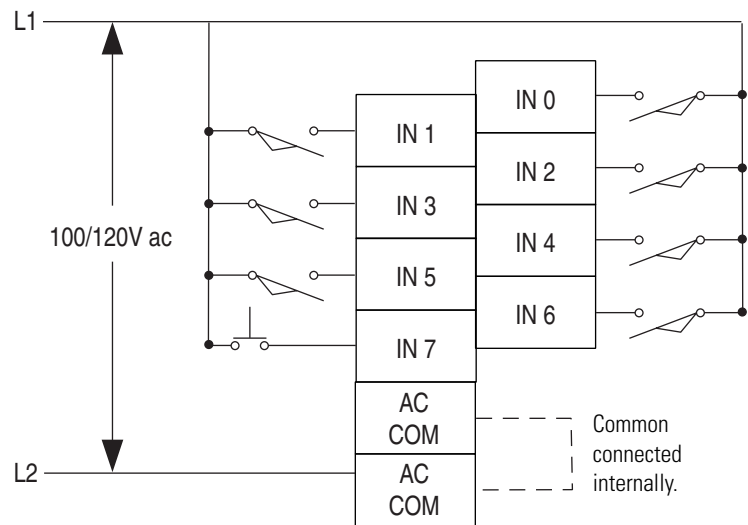 L1
IN 0
IN 1
IN 2
IN 3
100/120V ac
IN 4
IN 5
IN 6
IN 7
AC
COM
Common
connected
internally.
L2
AC
COM